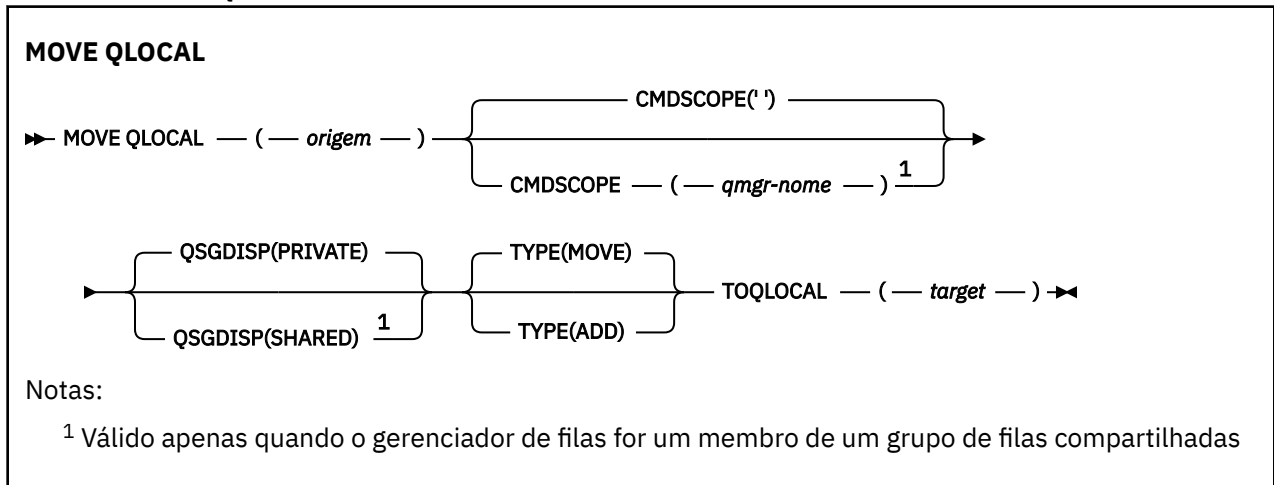 MOVE QLOCAL
CMDSCOPE(' ')
MOVE QLOCAL ( origem )
CMDSCOPE ( qmgr-nome ) 1
QSGDISP(PRIVATE) TYPE(MOVE)
TOQLOCAL ( target )
QSGDISP(SHARED) 1 TYPE(ADD)
Notas:
1 Válido apenas quando o gerenciador de filas for um membro de um grupo de filas compartilhadas